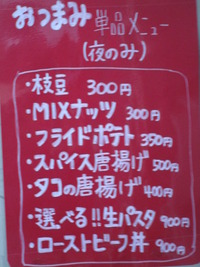 おつまみ 単品メニュー
(夜のみ)
・枝豆 300円
・MIXナッツ 300円
・フライドポテト 350円
・スパイス唐揚げ 500円
・タコの唐揚げ 400円
・選べる!!生パスタ 900円
・ローストビーフ丼 900円